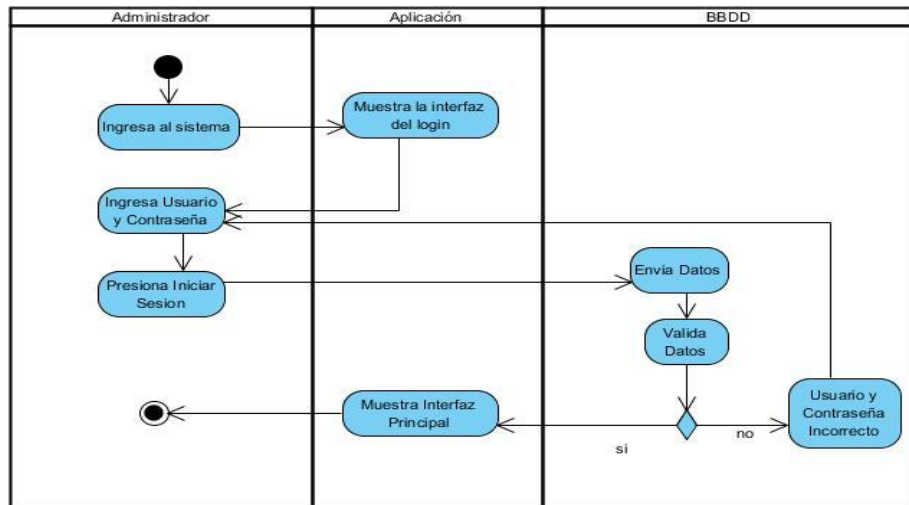 Administrador
Aplicación
BBDD
Ingresa al sistema
Muestra la interfaz
del login
Ingresa Usuario
y Contraseña
Presiona Iniciar
Sesion
Envia Datos
Valida
Datos
Muestra Interfaz
Principal
si
no
Usuario y
Contraseña
Incorrecto